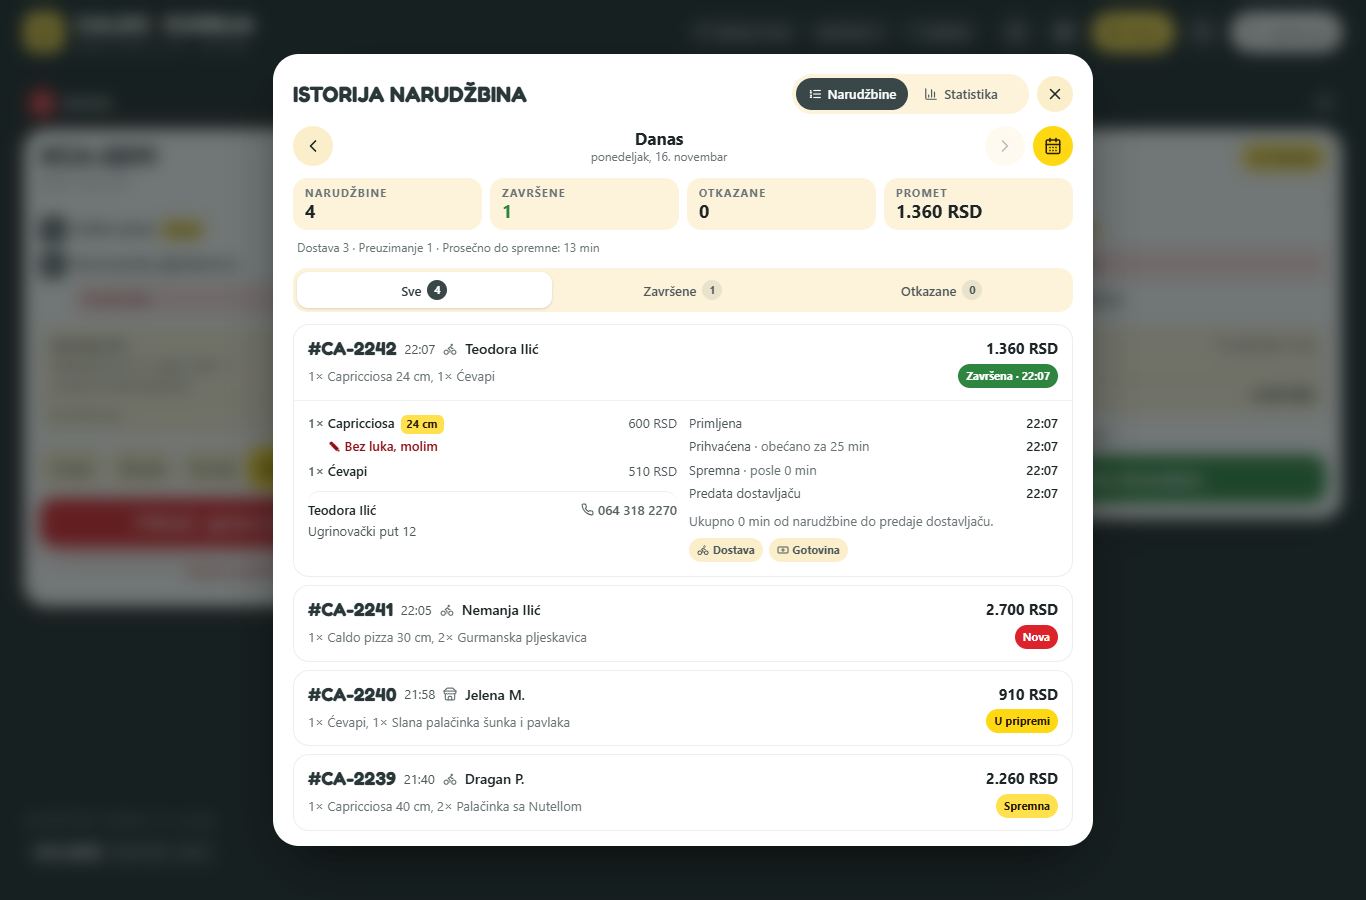 ISTORIJA NARUDŽBINA
Narudžbine
Statistika
Danas
ponedeljak, 16. novembar
NARUDŽBINE
4
ZAVRŠENE
1
OTKAZANE
0
PROMET
1.360 RSD
Dostava 3 · Preuzimanje 1 · Prosečno do spremne: 13 min
Sve 4
Završene 1
Otkazane 0
#CA-2242 22:07 Teodora Ilić 1.360 RSD
1× Capricciosa 24 cm, 1× Ćevapi Završena · 22:07
1× Capricciosa 24 cm 600 RSD
Bez luka, molim
1× Ćevapi 510 RSD
Teodora Ilić 064 318 2270
Ugrinovački put 12
Primljena 22:07
Prihvaćena · obećano za 25 min 22:07
Spremna · posle 0 min 22:07
Predata dostavljaču 22:07
Ukupno 0 min od narudžbine do predaje dostavljaču.
Dostava Gotovina
#CA-2241 22:05 Nemanja Ilić 2.700 RSD
1× Caldo pizza 30 cm, 2× Gurmanska pljeskavica Nova
#CA-2240 21:58 Jelena M. 910 RSD
1× Ćevapi, 1× Slana palačinka šunka i pavlaka U pripremi
#CA-2239 21:40 Dragan P. 2.260 RSD
1× Capricciosa 40 cm, 2× Palačinka sa Nutellom Spremna